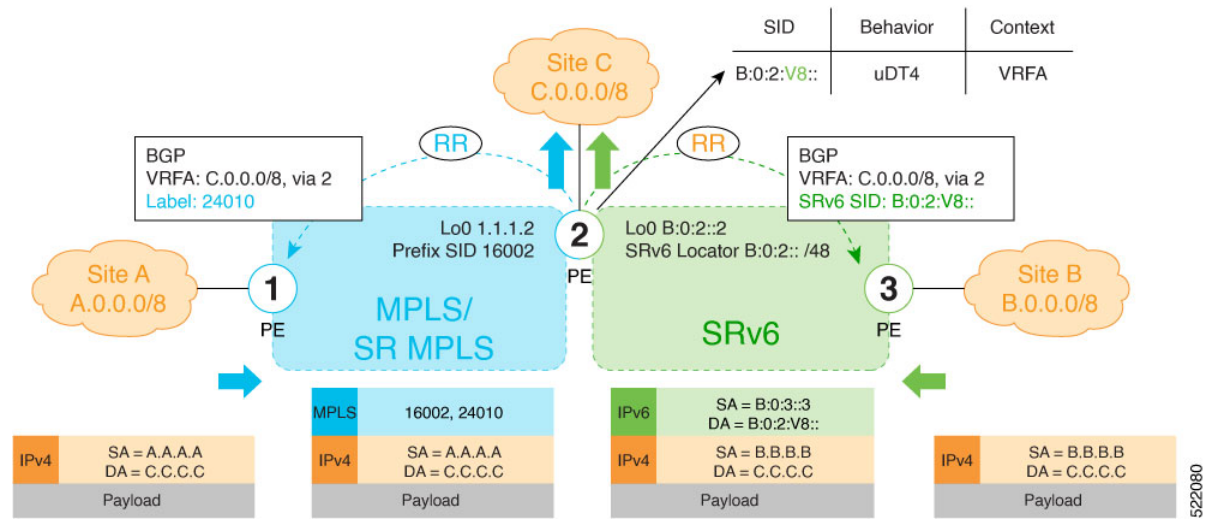 SID Behavior Context
B:0:2:V8:: uDT4 VRFA
Site C
C.0.0.0/8
RR
RR
BGP
VRFA: C.0.0.0/8, via 2
Label: 24010
BGP
VRFA: C.0.0.0/8, via 2
SRv6 SID: B:0:2:V8::
Lo0 1.1.1.2
Prefix SID 16002
2
PE
Lo0 B:0:2::2
SRv6 Locator B:0:2:: /48
Site A
A.0.0.0/8
1
PE
MPLS/
SR MPLS
SRv6
3
PE
Site B
B.0.0.0/8
MPLS 16002, 24010
IPv6
SA = B:0:3::3
DA = B:0:2:V8::
IPv4
SA = A.A.A.A
DA = C.C.C.C
Payload
IPv4
SA = A.A.A.A
DA = C.C.C.C
Payload
IPv4
SA = B.B.B.B
DA = C.C.C.C
Payload
IPv4
SA = B.B.B.B
DA = C.C.C.C
Payload
522080